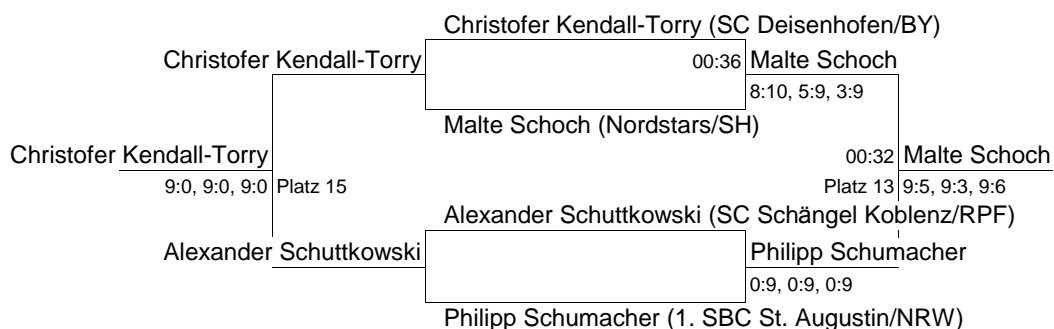 Christofer Kendall-Torry (SC Deisenhofen/BY)
Christofer Kendall-Torry 00:36 Malte Schoch
8:10, 5:9, 3:9
Malte Schoch (Nordstars/SH)
Christofer Kendall-Torry 00:32 Malte Schoch
9:0, 9:0, 9:0 Platz 15 Platz 13 9:5, 9:3, 9:6
Alexander Schuttkowski (SC Schängel Koblenz/RPF)
Alexander Schuttkowski Philipp Schumacher
0:9, 0:9, 0:9
Philipp Schumacher (1. SBC St. Augustin/NRW)